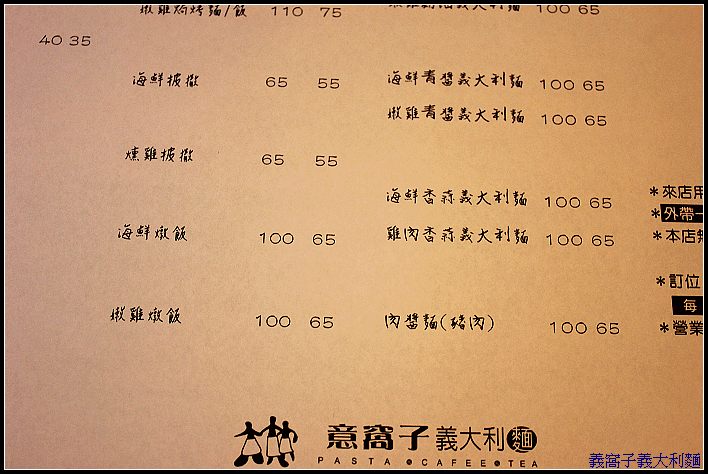 嫩雞焗烤麵/飯 110 75
100 65
40 35
海鮮披撒 65 55
海鮮青醬義大利麵 100 65
嫩雞青醬義大利麵 100 65
燻雞披撒 65 55
海鮮香蒜義大利麵 100 65
海鮮燉飯 100 65
雞肉香蒜義大利麵 100 65
嫩雞燉飯 100 65
肉醬麵(豬肉) 100 65
*來店用
*外帶一
*本店
*訂位
每
*營業
意窩子 義大利麵
PASTA CAFEE TEA
義窩子義大利麵